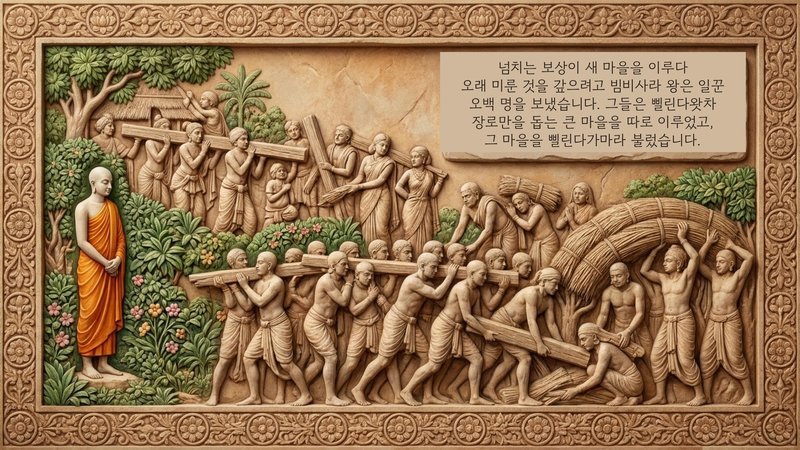 넘치는 보상이 새 마을을 이루다
오래 미룬 것을 갚으려고 빔비사라 왕은 일꾼
오백 명을 보냈습니다. 그들은 삘린다왓차
장로만을 돕는 큰 마을을 따로 이루었고,
그 마을을 삘린다가마라 불렀습니다.